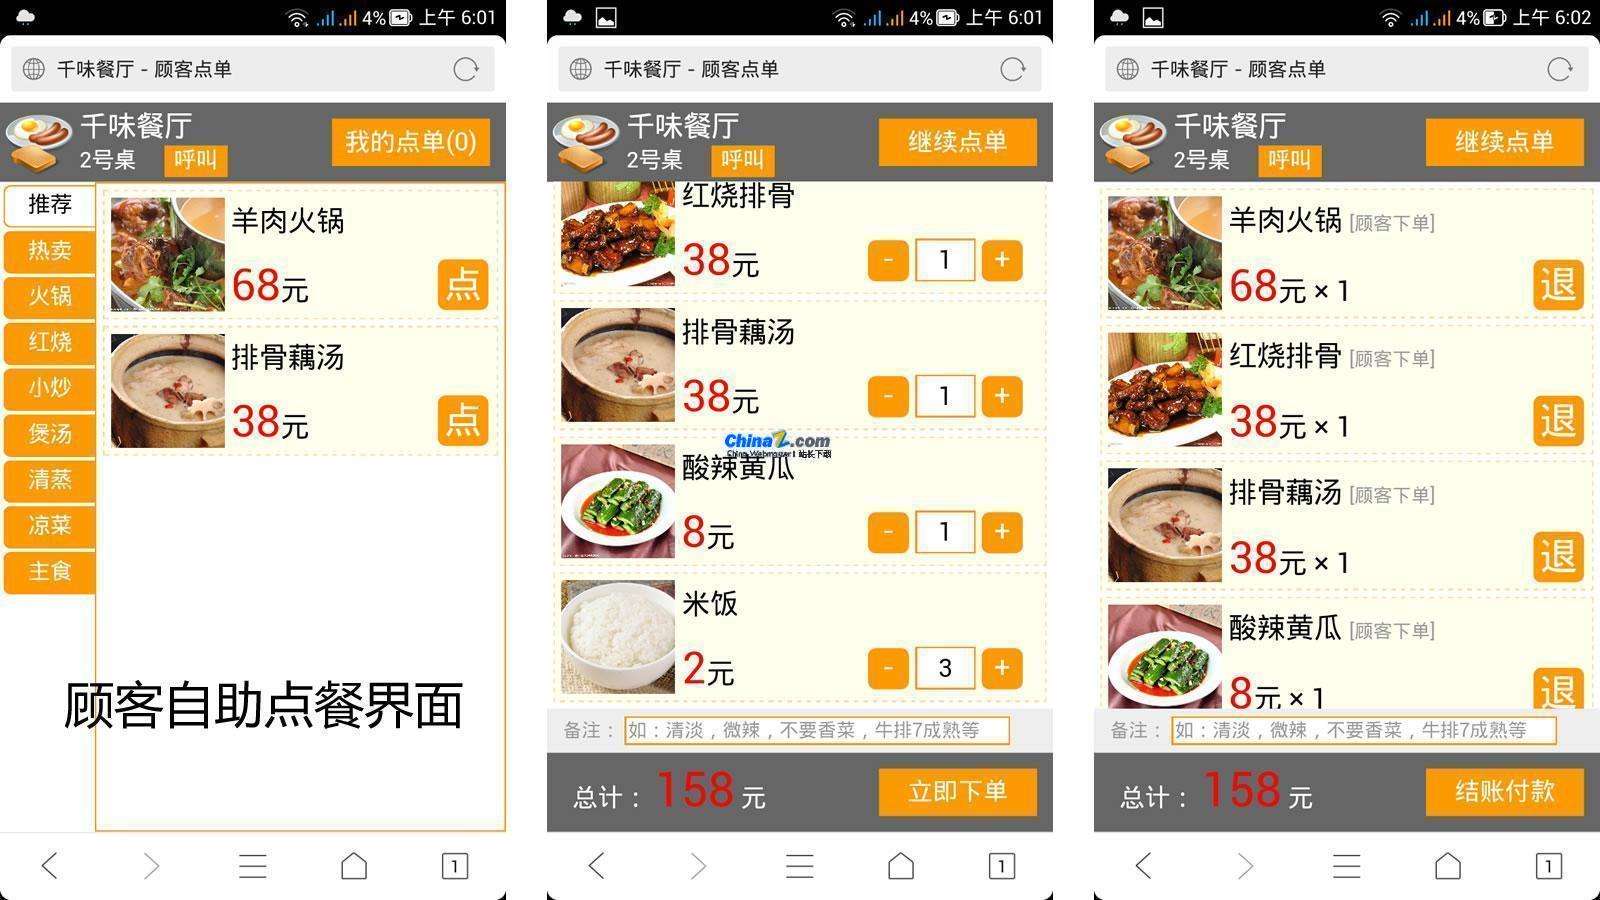 4% 上午 6:01
千味餐厅 - 顾客点单
千味餐厅
2号桌 呼叫
我的点单(0)
推荐
热卖
火锅
红烧
小炒
煲汤
清蒸
凉菜
主食
羊肉火锅
68元
点
排骨藕汤
38元
点
顾客自助点餐界面
1
4% 上午 6:01
千味餐厅 - 顾客点单
千味餐厅
2号桌 呼叫
继续点单
红烧排骨
38元
- 1 +
排骨藕汤
38元
- 1 +
ChinaZ.com
China Webmaster | 站长下载
酸辣黄瓜
8元
- 1 +
米饭
2元
- 3 +
备注： 如：清淡，微辣，不要香菜，牛排7成熟等
总计： 158 元
立即下单
1
4% 上午 6:02
千味餐厅 - 顾客点单
千味餐厅
2号桌 呼叫
继续点单
羊肉火锅 [顾客下单]
68元 × 1
退
红烧排骨 [顾客下单]
38元 × 1
退
排骨藕汤 [顾客下单]
38元 × 1
退
酸辣黄瓜 [顾客下单]
8元 × 1
退
备注： 如：清淡，微辣，不要香菜，牛排7成熟等
总计： 158 元
结账付款
1